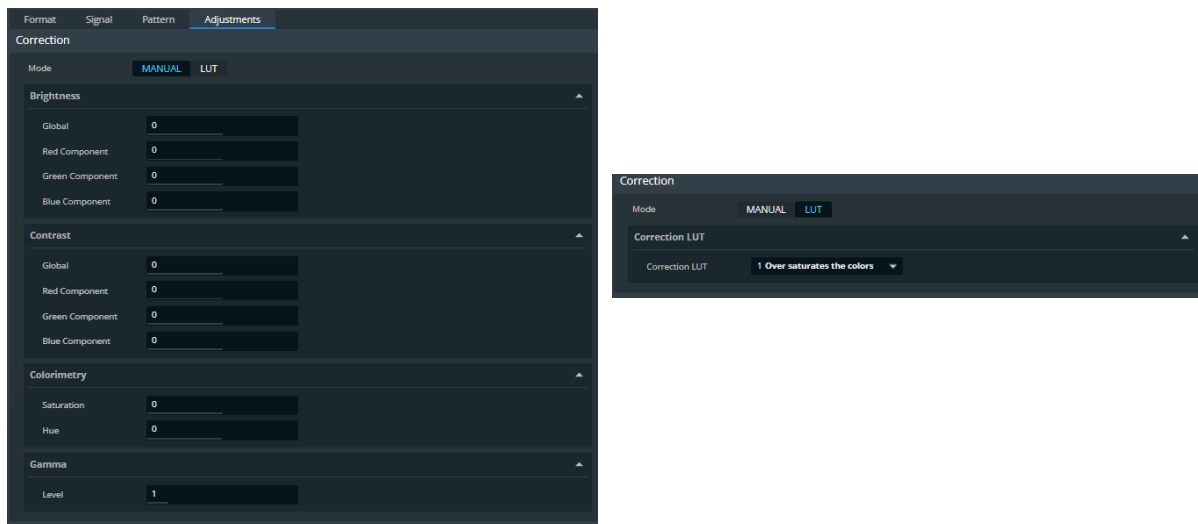 Format Signal Pattern Adjustments
Correction
Mode MANUAL LUT
Brightness
Global 0
Red Component 0
Green Component 0
Blue Component 0
Contrast
Global 0
Red Component 0
Green Component 0
Blue Component 0
Colorimetry
Saturation 0
Hue 0
Gamma
Level 1
Correction
Mode MANUAL LUT
Correction LUT
Correction LUT 1 Over saturates the colors